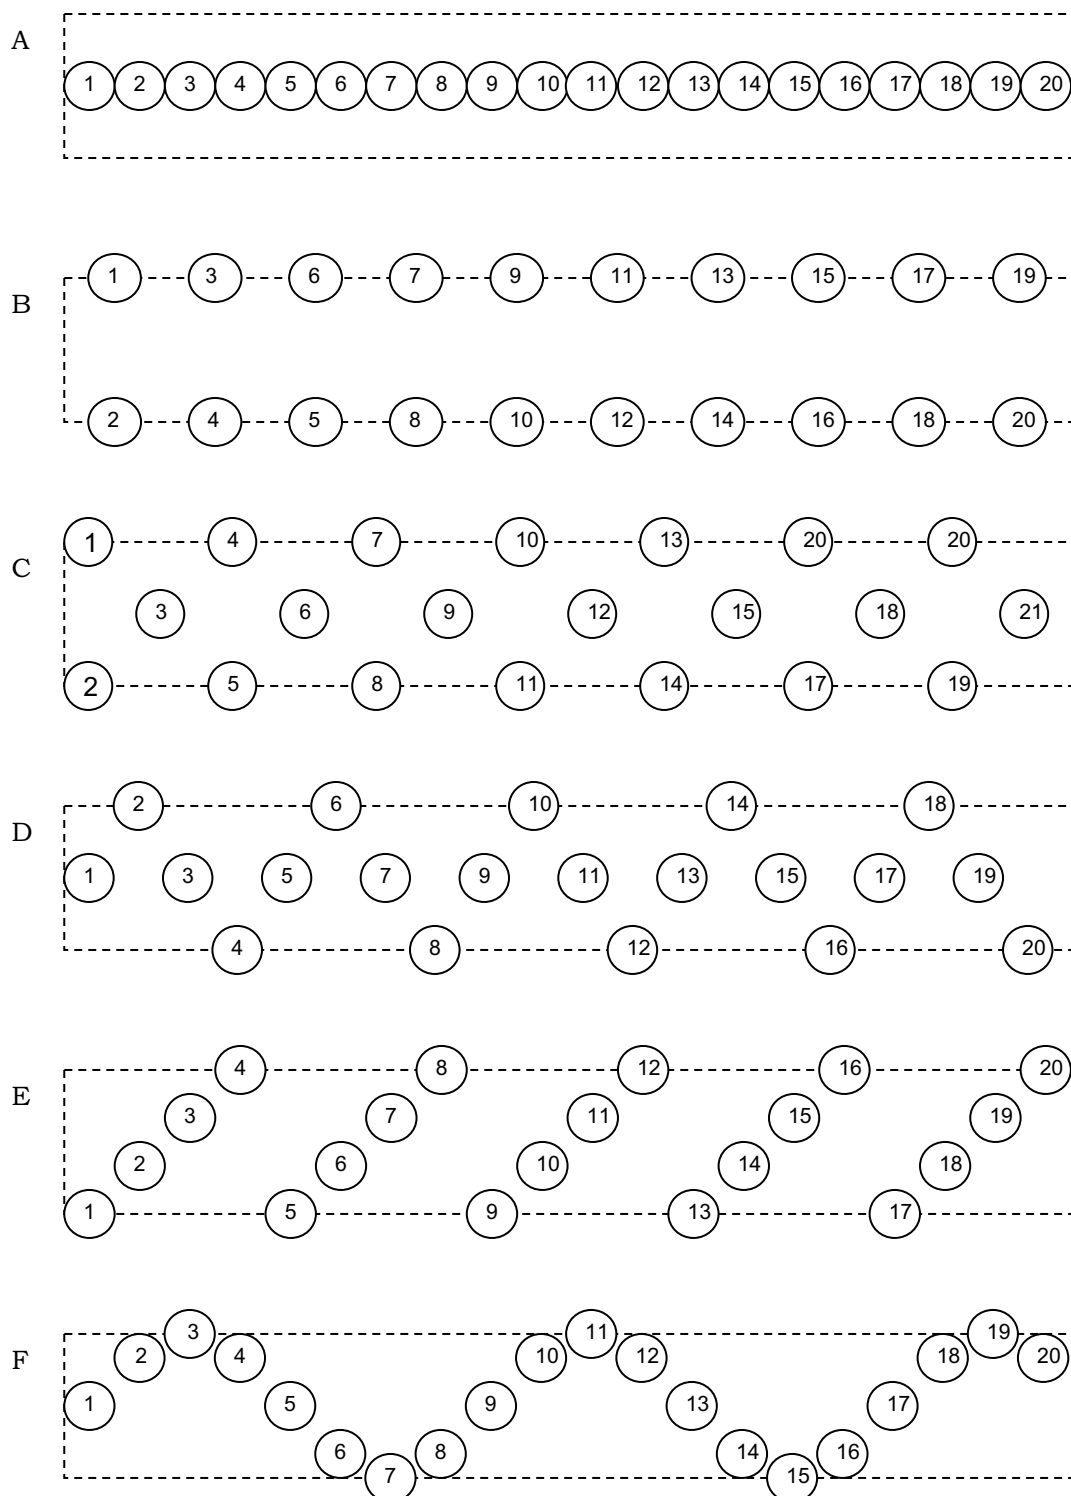 A
1 2 3 4 5 6 7 8 9 10 11 12 13 14 15 16 17 18 19 20
1 3 6 7 9 11 13 15 17 19
B
2 4 5 8 10 12 14 16 18 20
1 4 7 10 13 20 20
C
3 6 9 12 15 18 21
2 5 8 11 14 17 19
2 6 10 14 18
D
1 3 5 7 9 11 13 15 17 19
4 8 12 16 20
4 8 12 16 20
E
3 7 11 15 19
2 6 10 14 18
1 5 9 13 17
3 11 19
F
2 4 10 12 18 20
1 5 9 13 17
6 8 14 16
7 15